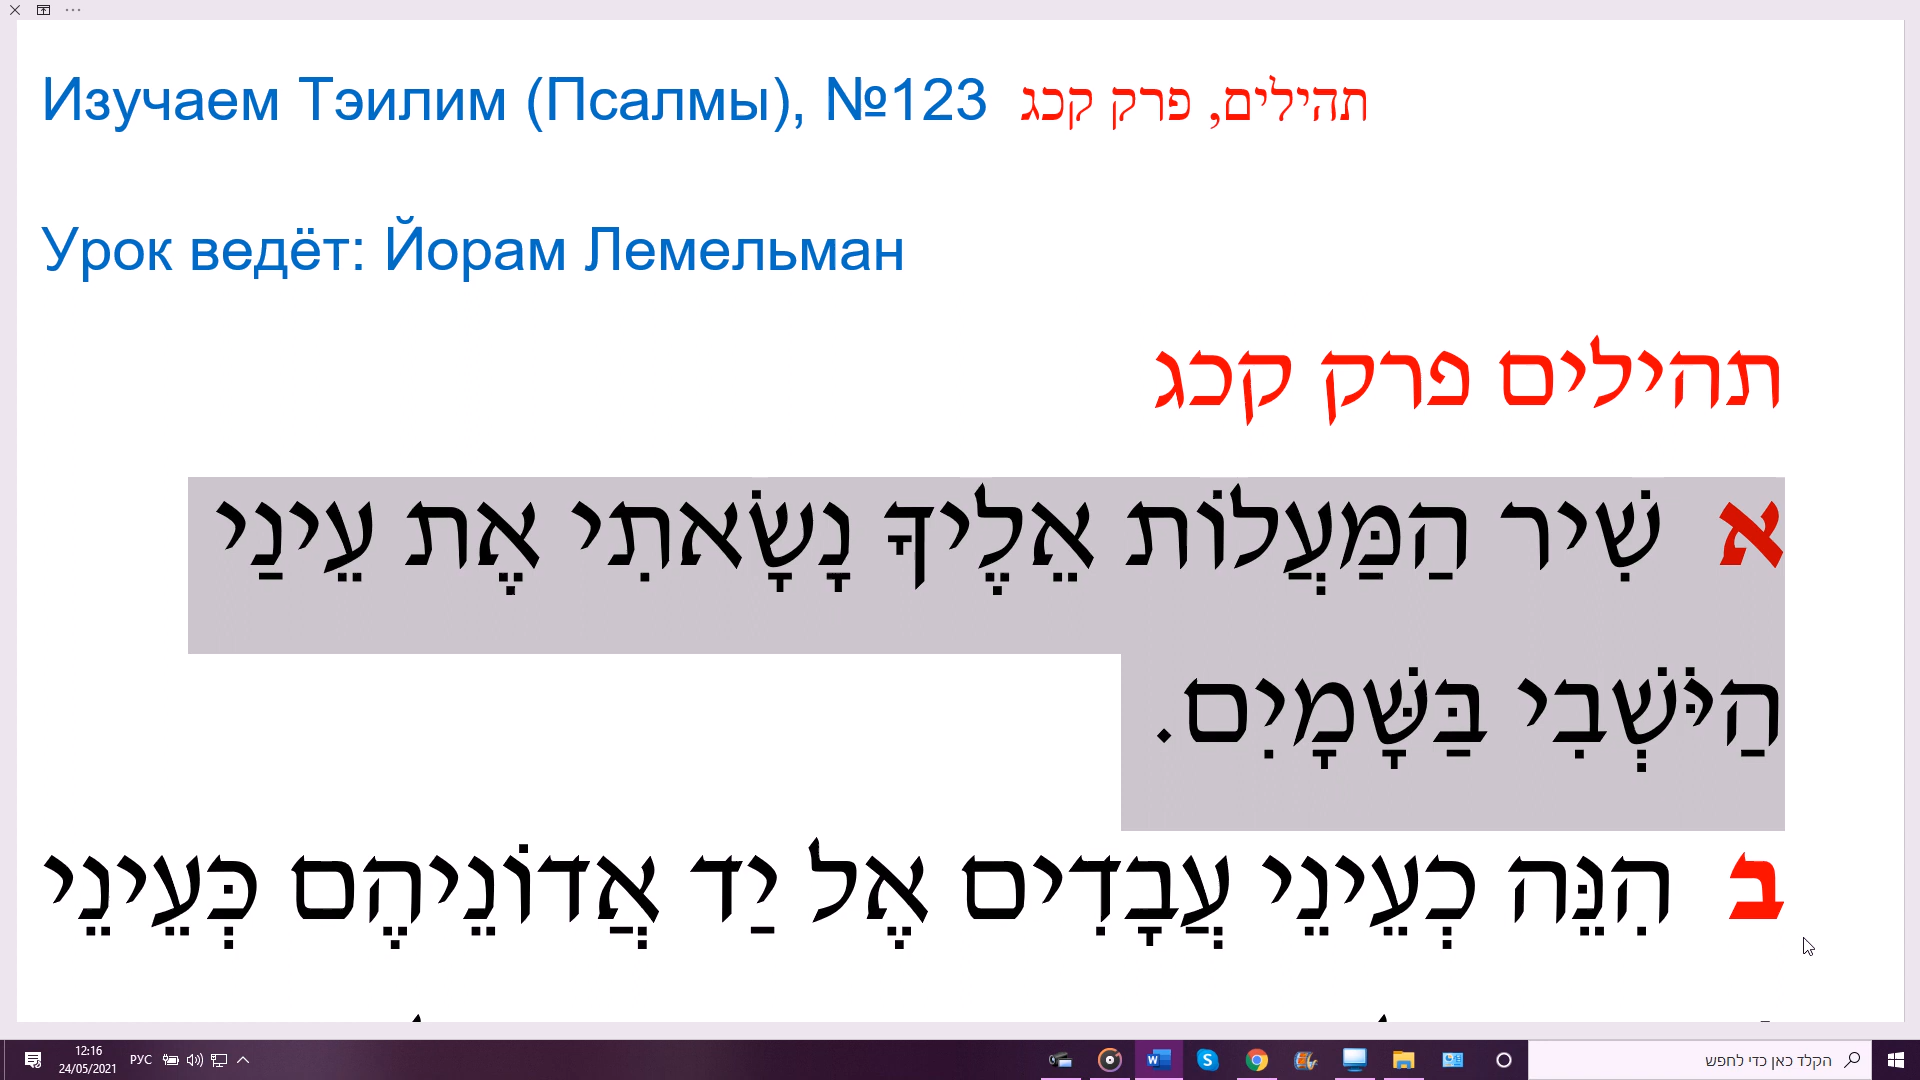 Изучаем Тэилим (Псалмы), №123 תהילים, פרק קכג
Урок ведёт: Йорам Лемельман
תהילים פרק קכג
א שִׁיר הַמַּעֲלוֹת אֵלֶיךָ נָשָׂאתִי אֶת עֵינַי
הַיֹּשְׁבִי בַּשָּׁמָיִם.
ב הִנֵּה כְעֵינֵי עֲבָדִים אֶל יַד אֲדוֹנֵיהֶם כְּעֵינֵי
12:16
24/05/2021
РУС
הקלד כאן כדי לחפש